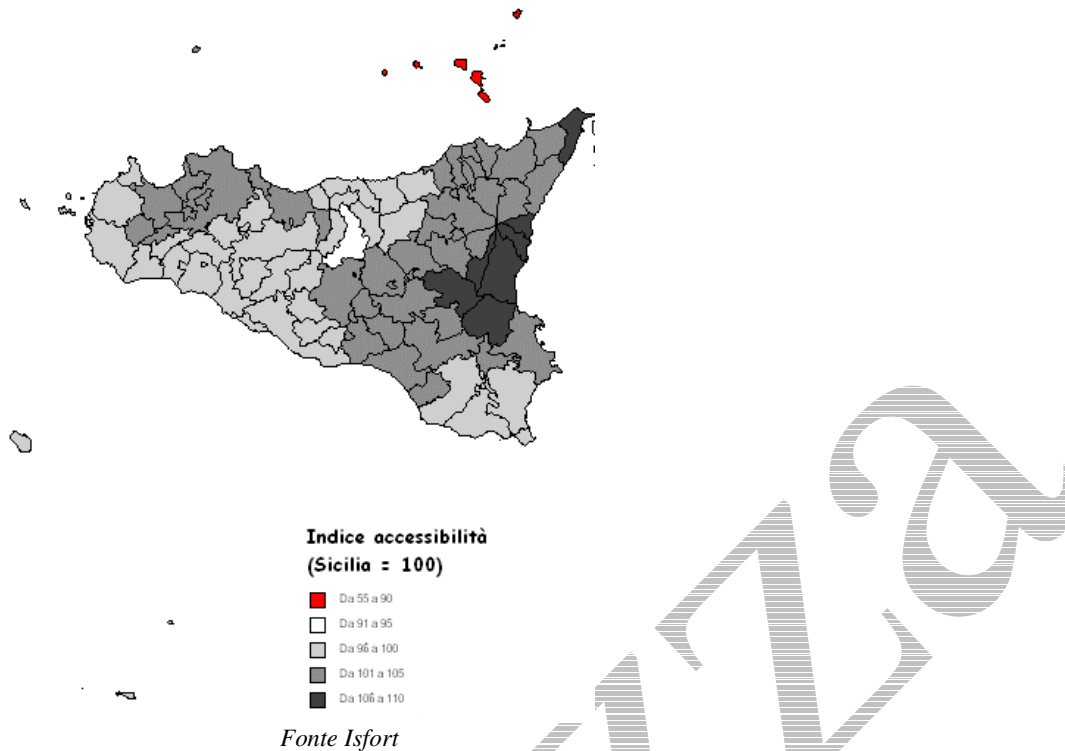 Indice accessibilità
(Sicilia = 100)
Da 55 a 90
Da 91 a 95
Da 96 a 100
Da 101 a 105
Da 106 a 110
Fonte Isfort
zza